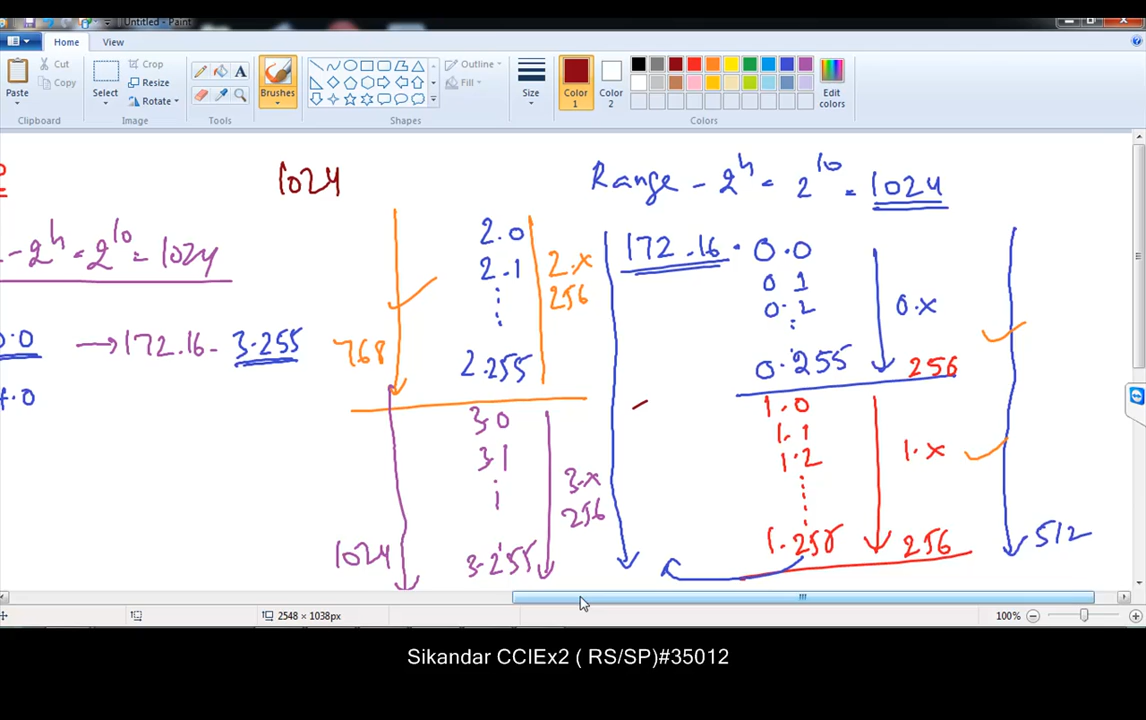 Untitled - Paint
Home View
Paste
Cut
Copy
Clipboard
Select
Crop
Resize
Rotate
Image
A
Tools
Brushes
Outline
Fill
Shapes
Size
Color 1
Color 2
Edit colors
Colors
1024
Range - 2^h = 2^10 = 1024
- 2^h = 2^10 = 1024
0.0 → 172.16. 3.255
4.0
768
1024
2.0
2.1
2.x
256
2.255
3.0
3.1
3.x
256
3.255
172.16. 0.0
0 1
0.2
0.x
0.255
256
1.0
1.1
1.2
1.x
1.255
256
512
2548 × 1038px
100%
Sikandar CCIEx2 ( RS/SP)#35012